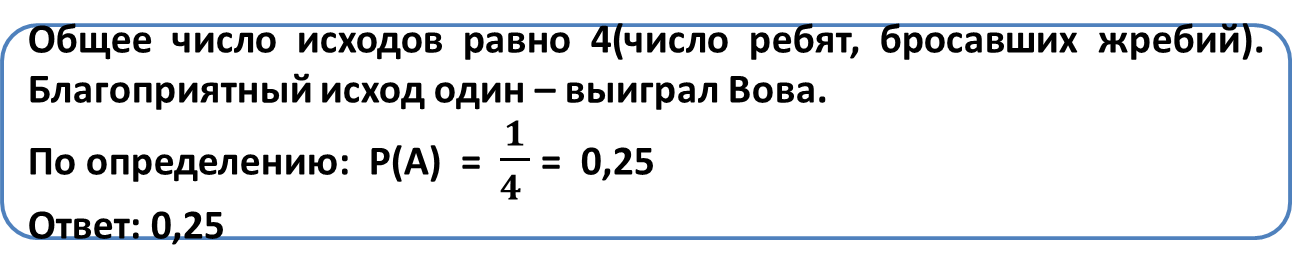 Общее число исходов равно 4(число ребят, бросавших жребий).
Благоприятный исход один – выиграл Вова.
По определению: P(A) = 1/4 = 0,25
Ответ: 0,25